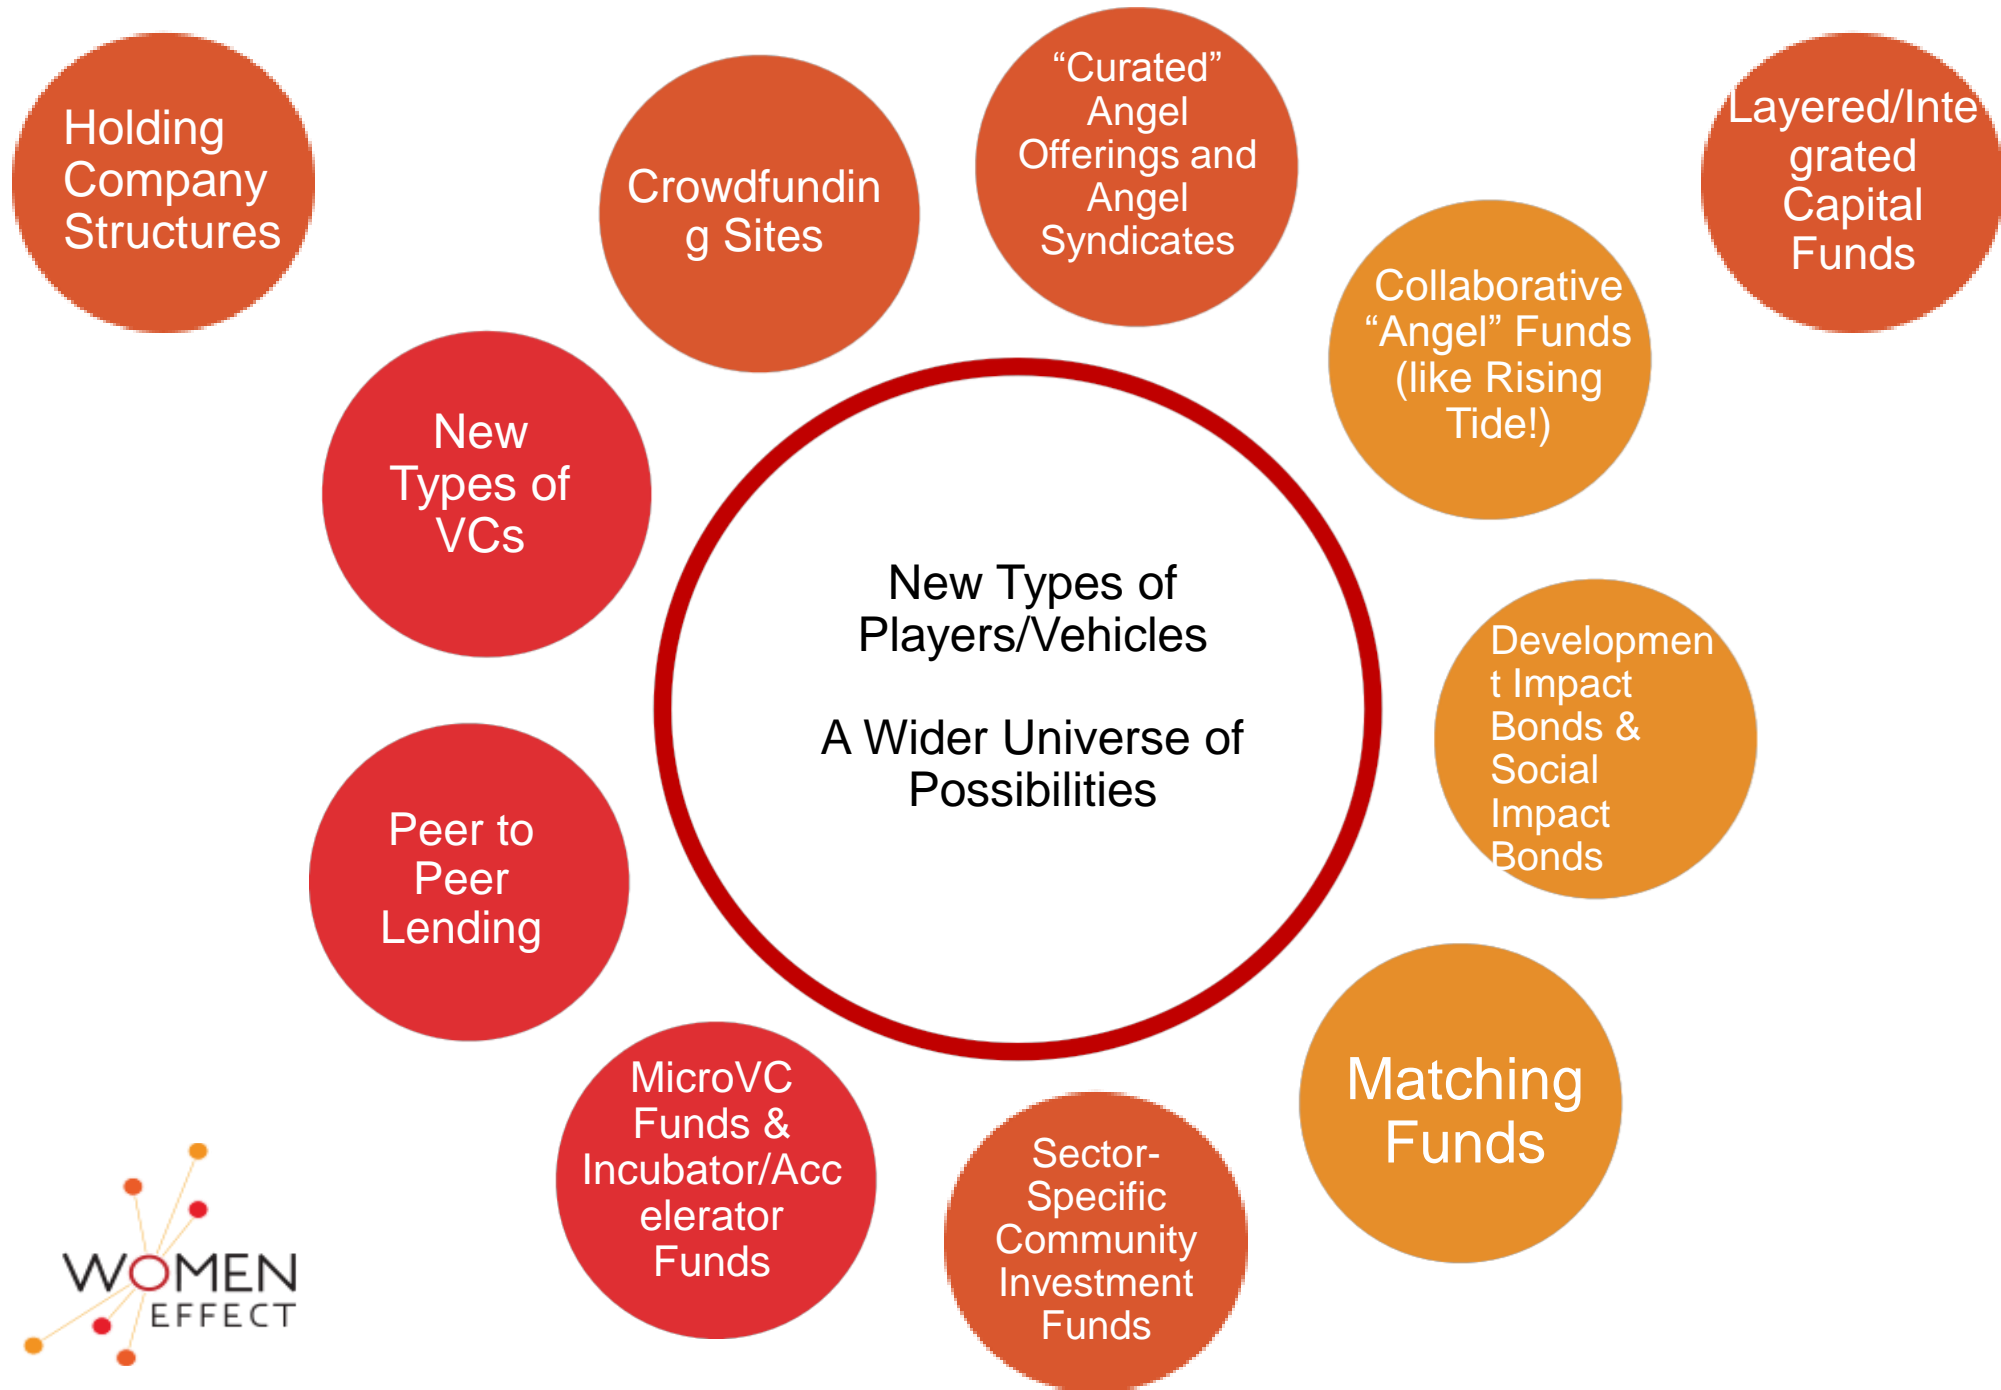 Holding
Company
Structures
Crowdfundin
g Sites
“Curated”
Angel
Offerings and
Angel
Syndicates
Layered/Inte
grated
Capital
Funds
Collaborative
“Angel” Funds
(like Rising
Tide!)
New
Types of
VCs
New Types of
Players/Vehicles
A Wider Universe of
Possibilities
Developmen
t Impact
Bonds &
Social
Impact
Bonds
Peer to
Peer
Lending
Matching
Funds
MicroVC
Funds &
Incubator/Acc
elerator
Funds
Sector-
Specific
Community
Investment
Funds
WOMEN
EFFECT